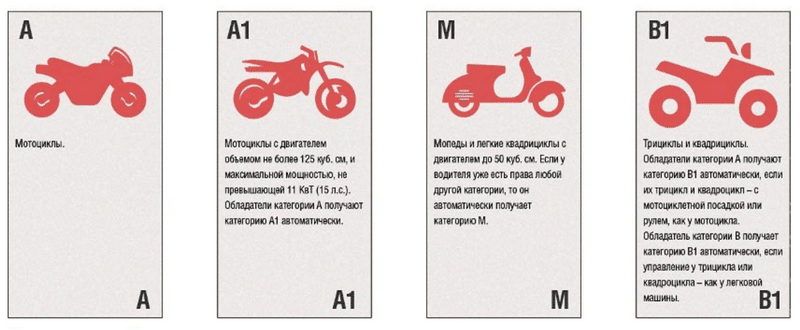 A
Мотоциклы.
A
A1
Мотоциклы с двигателем
объемом не более 125 куб. см, и
максимальной мощностью, не
превышающей 11 КвТ (15 л.с.).
Обладатели категории А получают
категорию А1 автоматически.
A1
M
Мопеды и легкие квадрициклы с
двигателем до 50 куб. см. Если у
водителя уже есть права любой
другой категории, то он
автоматически получает
категорию М.
M
B1
Трициклы и квадрициклы.
Обладатели категории А получают
категорию В1 автоматически, если
их трицикл и квадроцикл – с
мотоциклетной посадкой или
рулем, как у мотоцикла.
Обладатель категории В получает
категорию В1 автоматически, если
управление у трицикла или
квадроцикла – как у легковой
машины.
B1